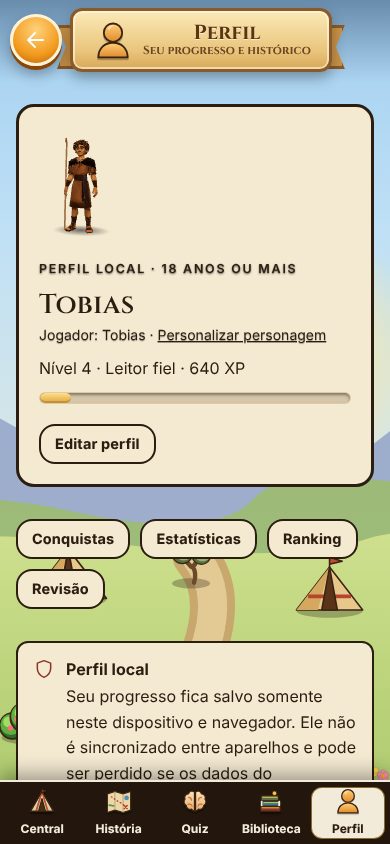 Perfil
Seu progresso e histórico
PERFIL LOCAL · 18 ANOS OU MAIS
Tobias
Jogador: Tobias · Personalizar personagem
Nível 4 · Leitor fiel · 640 XP
Editar perfil
Conquistas
Estatísticas
Ranking
Revisão
Perfil local
Seu progresso fica salvo somente
neste dispositivo e navegador. Ele não
é sincronizado entre aparelhos e pode
ser perdido se os dados do
Central
História
Quiz
Biblioteca
Perfil